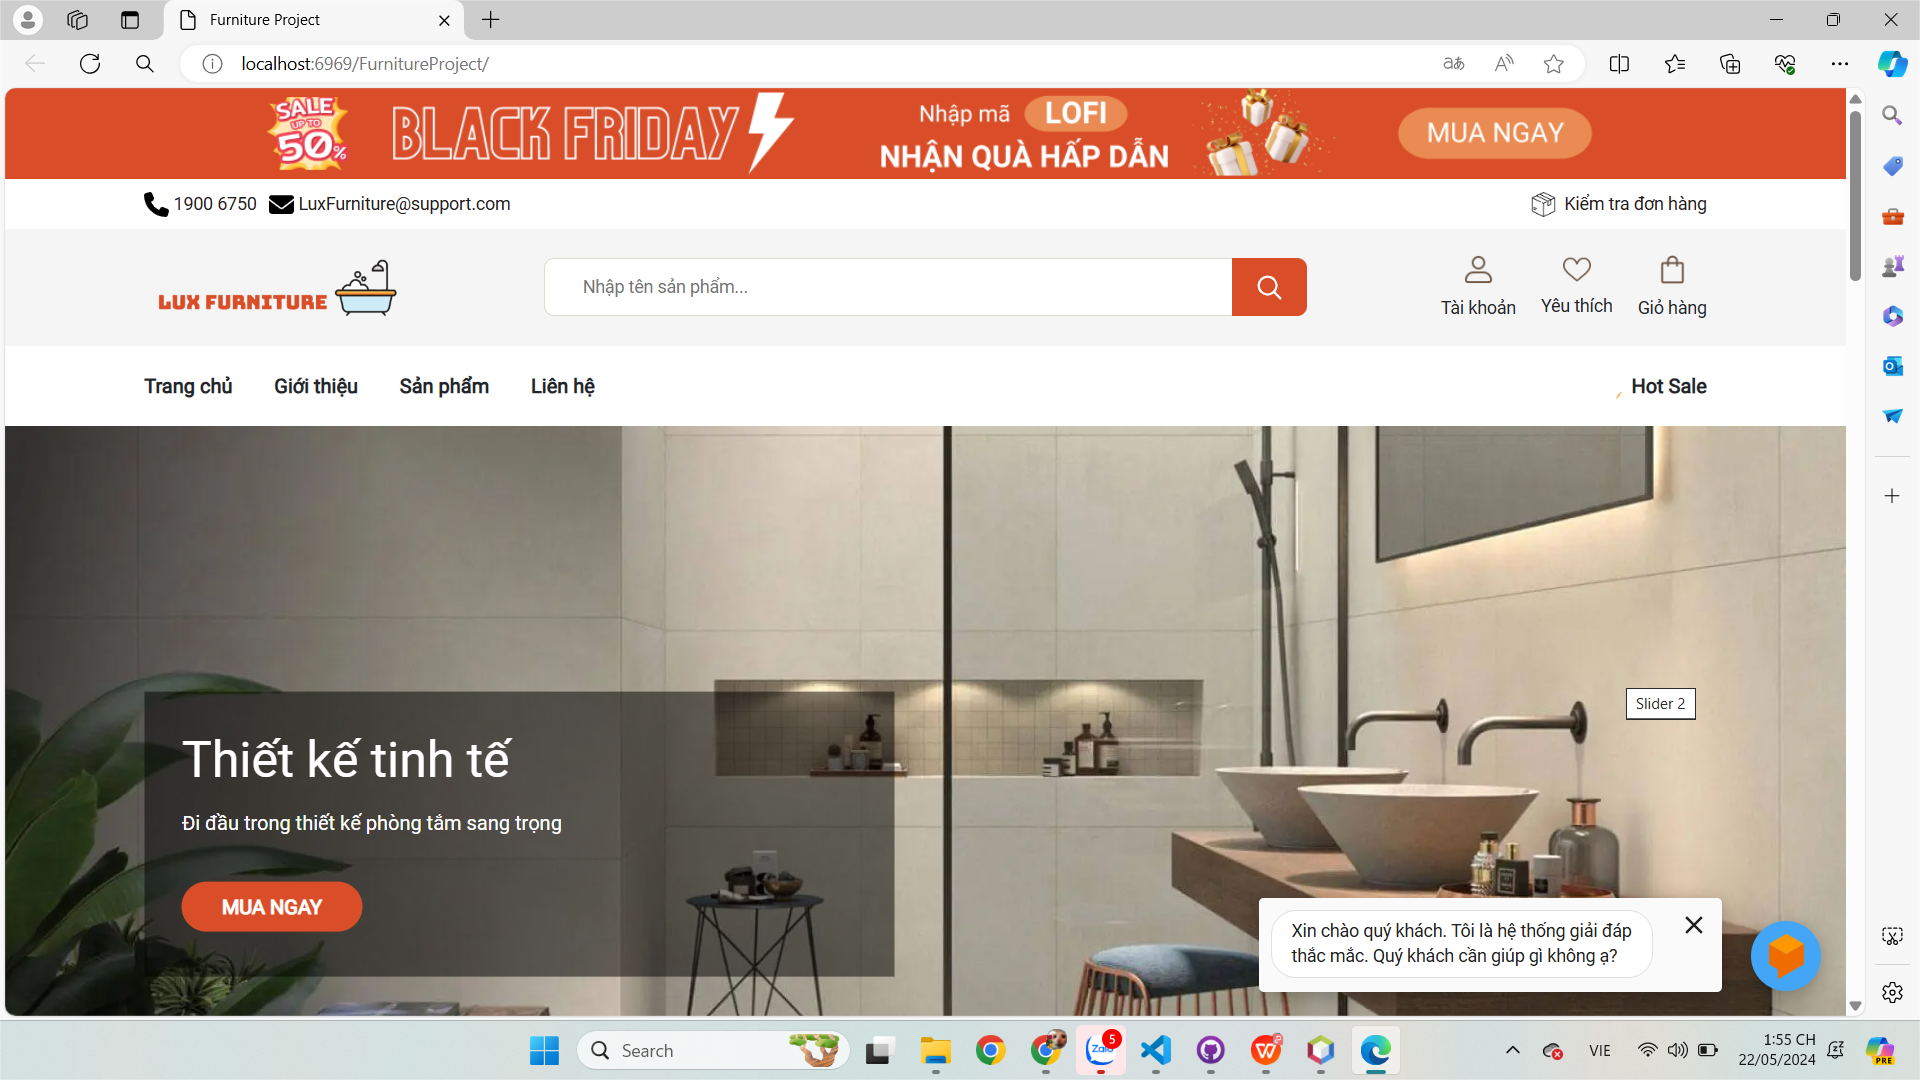 Furniture Project
localhost:6969/FurnitureProject/
SALE
UP TO
50%
BLACK FRIDAY
Nhập mã LOFI
NHẬN QUÀ HẤP DẪN
MUA NGAY
1900 6750 LuxFurniture@support.com
Kiểm tra đơn hàng
LUX FURNITURE
Nhập tên sản phẩm...
Tài khoản
Yêu thích
Giỏ hàng
Trang chủ Giới thiệu Sản phẩm Liên hệ
Hot Sale
Slider 2
Thiết kế tinh tế
Đi đầu trong thiết kế phòng tắm sang trọng
MUA NGAY
Xin chào quý khách. Tôi là hệ thống giải đáp
thắc mắc. Quý khách cần giúp gì không ạ?
Search
Zalo
5
VIE
1:55 CH
22/05/2024
PRE